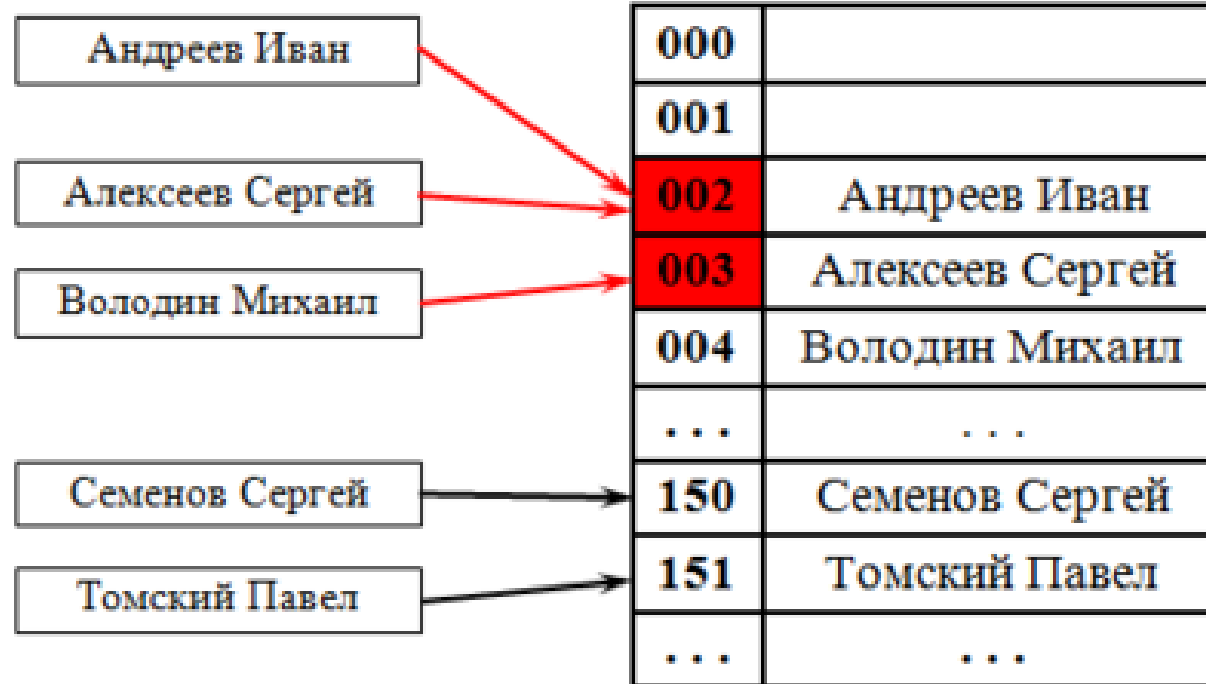 Андреев Иван
Алексеев Сергей
Володин Михаил
Семенов Сергей
Томский Павел
000
001
002 Андреев Иван
003 Алексеев Сергей
004 Володин Михаил
... ...
150 Семенов Сергей
151 Томский Павел
... ...